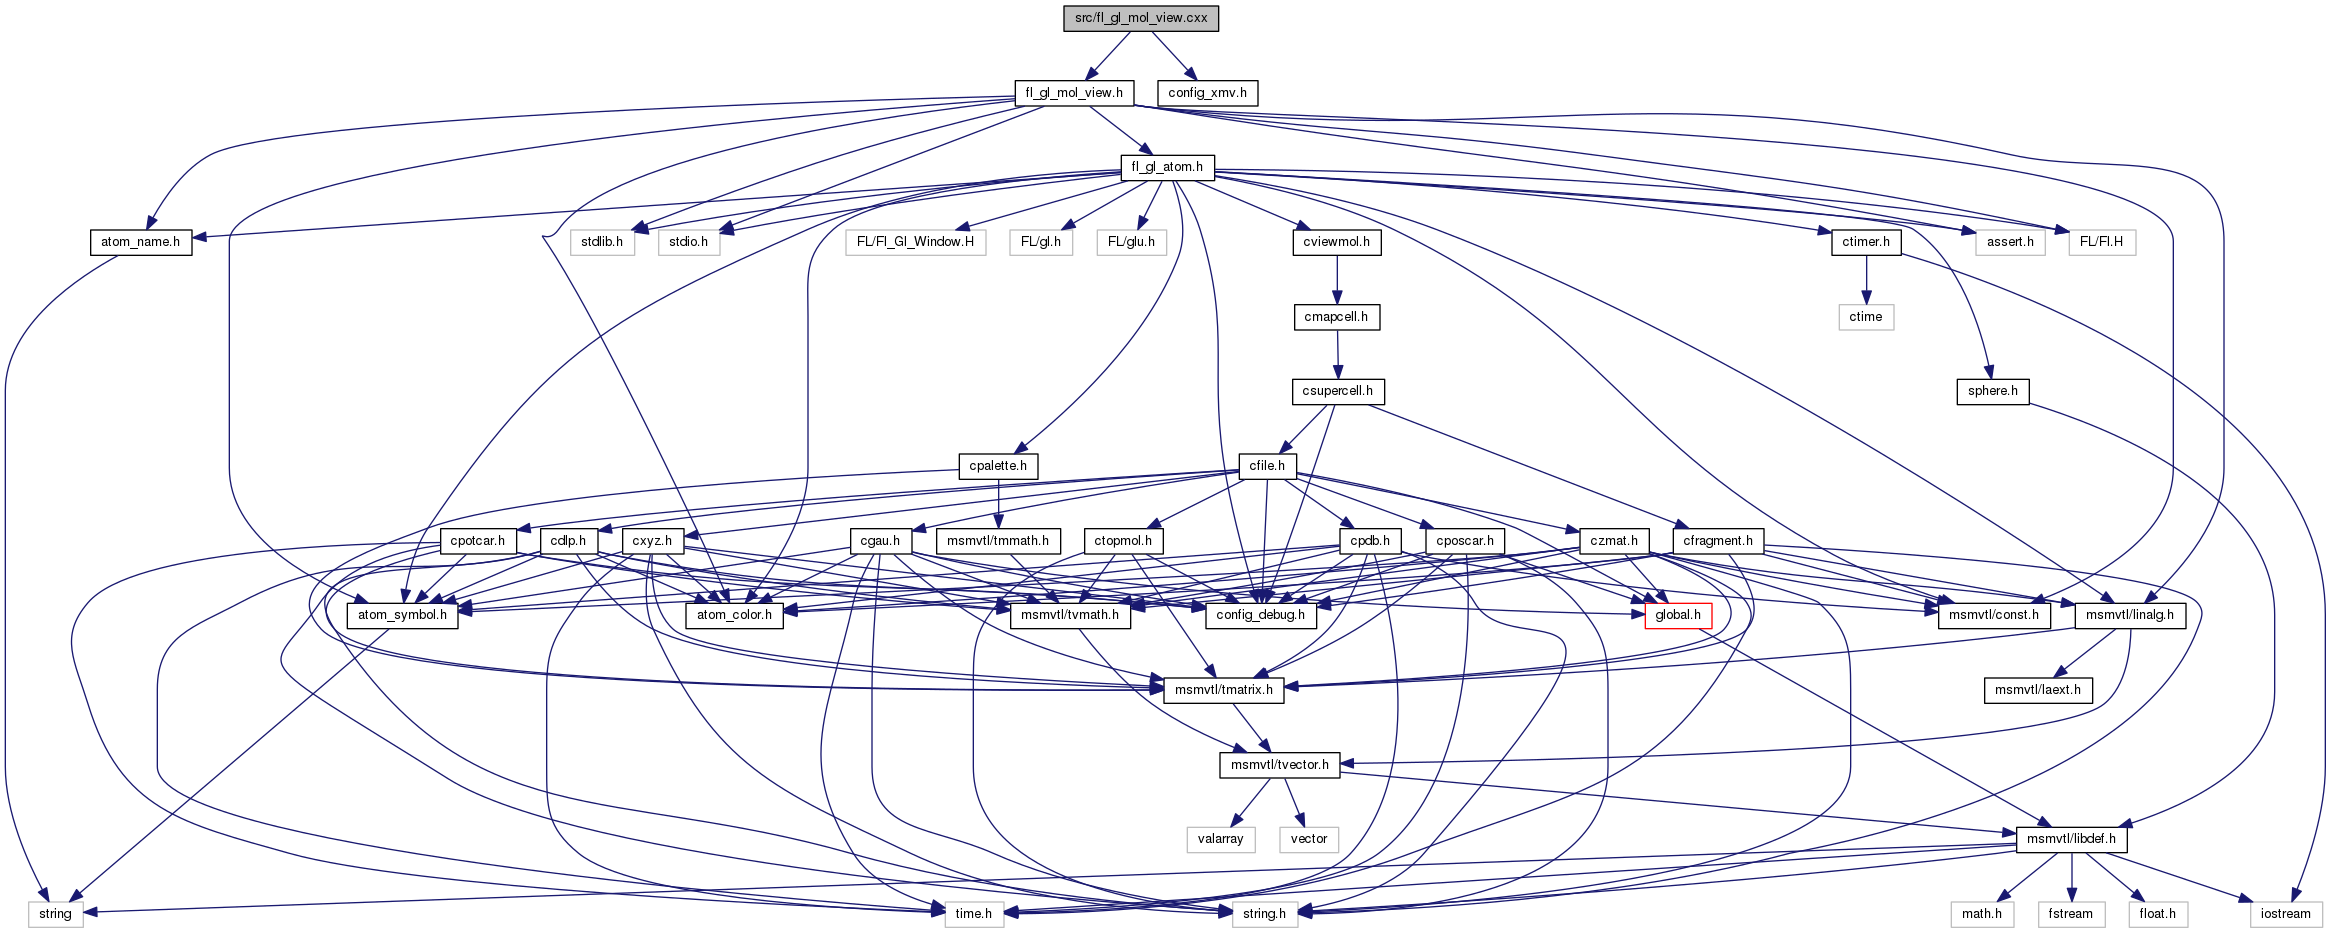 src/fl_gl_mol_view.cxx
fl_gl_mol_view.h
config_xmv.h
fl_gl_atom.h
atom_name.h
stdlib.h
stdio.h
FL/Fl_Gl_Window.H
FL/gl.h
FL/glu.h
cviewmol.h
ctimer.h
assert.h
FL/Fl.H
cmapcell.h
ctime
csupercell.h
sphere.h
cpalette.h
cfile.h
cpotcar.h
cdlp.h
cxyz.h
cgau.h
msmvtl/tmmath.h
ctopmol.h
cpdb.h
cposcar.h
czmat.h
cfragment.h
atom_symbol.h
atom_color.h
msmvtl/tvmath.h
config_debug.h
global.h
msmvtl/const.h
msmvtl/linalg.h
msmvtl/tmatrix.h
msmvtl/laext.h
msmvtl/tvector.h
valarray
vector
msmvtl/libdef.h
string
time.h
string.h
math.h
fstream
float.h
iostream